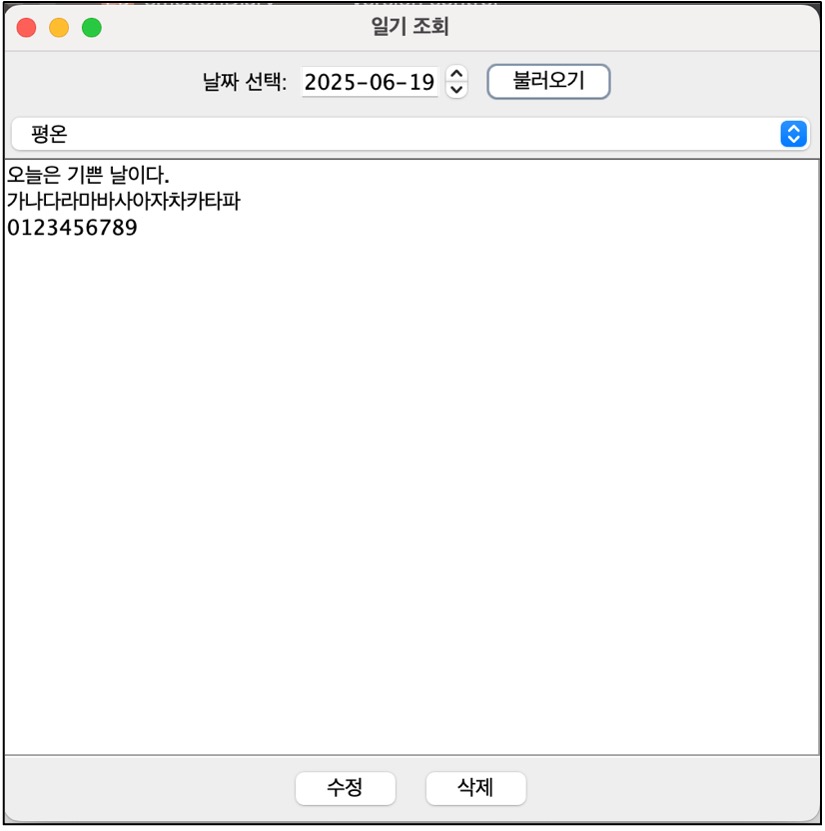 일기 조회
날짜 선택: 2025-06-19 불러오기
평온
오늘은 기쁜 날이다.
가나다라마바사아자차카타파
0123456789
수정 삭제